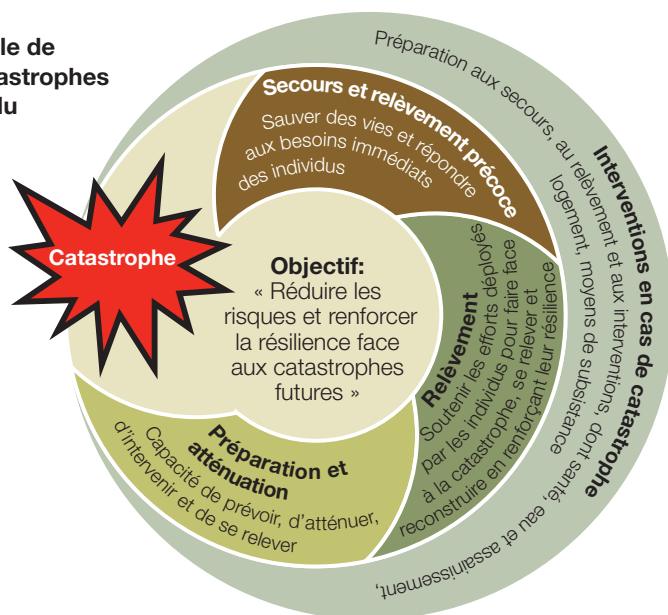 le de
tastrophes
lu
Catastrophe
Objectif:
« Réduire les
risques et renforcer
la résilience face
aux catastrophes
futures »
Secours et relèvement précoce
Sauver des vies et répondre
aux besoins immédiats
des individus
Relèvement
Soutenir les efforts déployés
par les individus pour faire face
à la catastrophe, se relever et
reconstruire en renforçant leur résilience
Préparation et
atténuation
Capacité de prévoir, d’atténuer,
d’intervenir et de se relever
Interventions en cas de catastrophe
Préparation aux secours, au relèvement et aux interventions, dont santé, eau et assainissement,
logement, moyens de subsistance